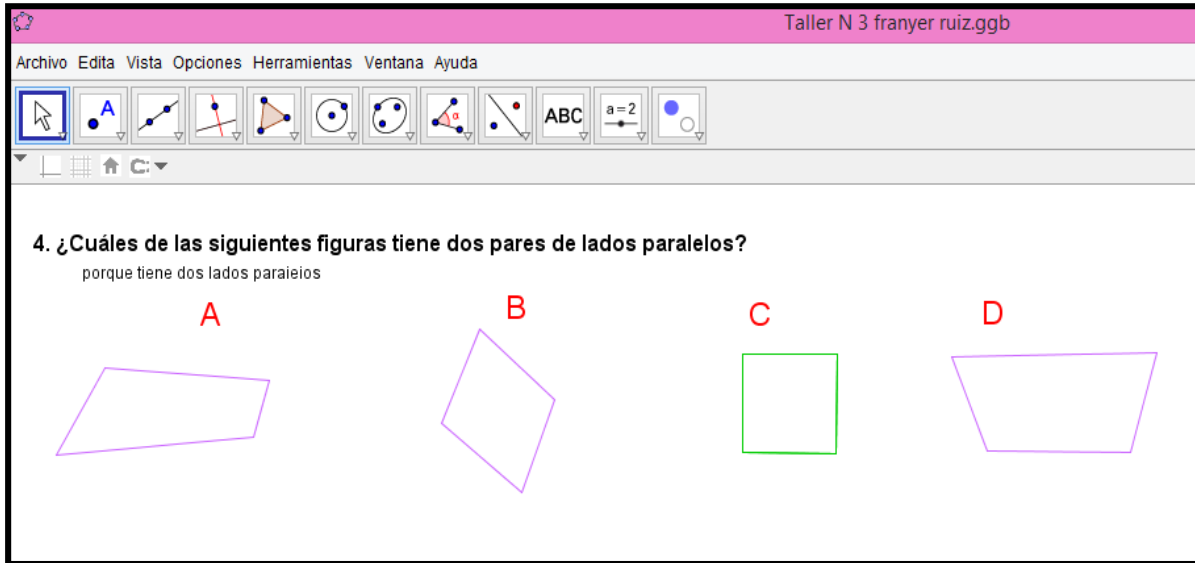 Taller N 3 franyer ruiz.ggb
Archivo Edita Vista Opciones Herramientas Ventana Ayuda
A α ABC a=2
4. ¿Cuáles de las siguientes figuras tiene dos pares de lados paralelos?
porque tiene dos lados paraieios
A B C D